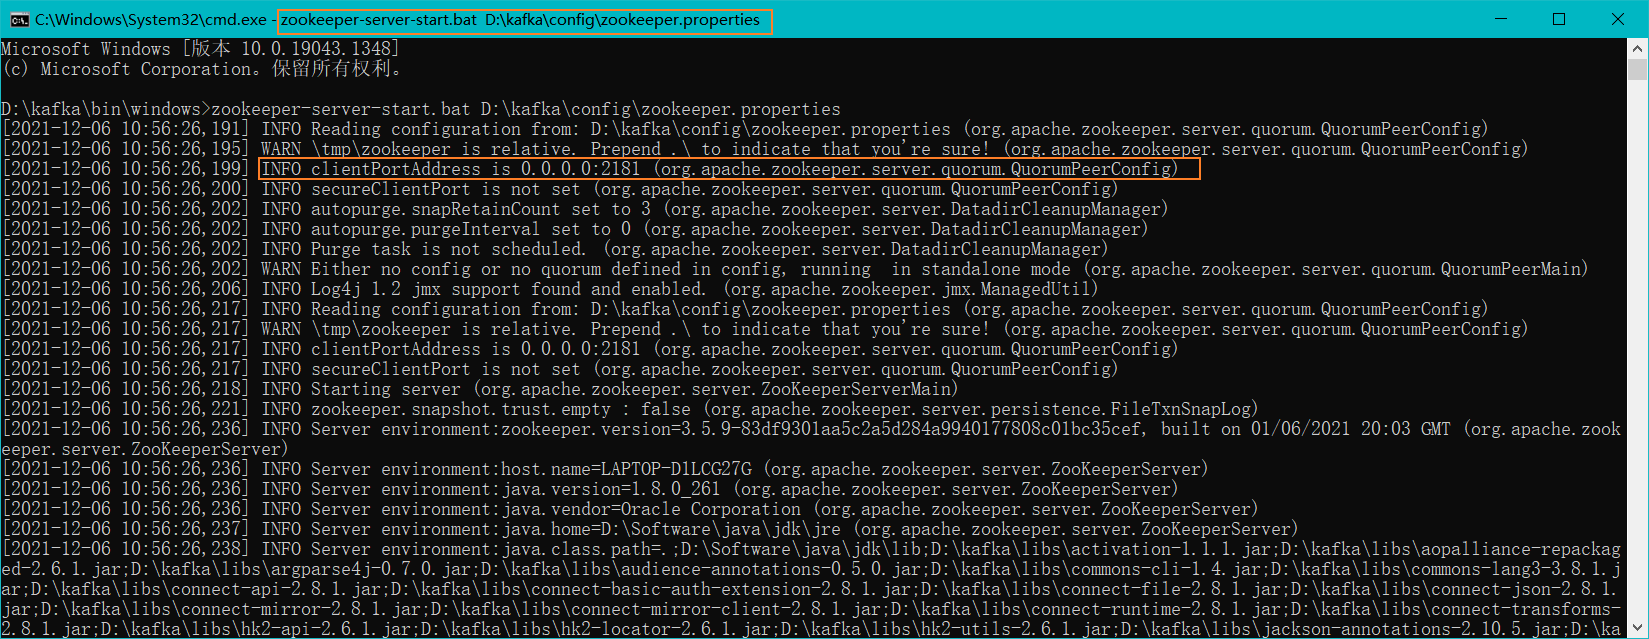 C:\Windows\System32\cmd.exe - zookeeper-server-start.bat  D:\kafka\config\zookeeper.properties
Microsoft Windows [版本 10.0.19043.1348]
(c) Microsoft Corporation。保留所有权利。
D:\kafka\bin\windows>zookeeper-server-start.bat D:\kafka\config\zookeeper.properties
[2021-12-06 10:56:26,191] INFO Reading configuration from: D:\kafka\config\zookeeper.properties (org.apache.zookeeper.server.quorum.QuorumPeerConfig)
[2021-12-06 10:56:26,195] WARN \tmp\zookeeper is relative. Prepend .\ to indicate that you're sure! (org.apache.zookeeper.server.quorum.QuorumPeerConfig)
[2021-12-06 10:56:26,199] INFO clientPortAddress is 0.0.0.0:2181 (org.apache.zookeeper.server.quorum.QuorumPeerConfig)
[2021-12-06 10:56:26,200] INFO secureClientPort is not set (org.apache.zookeeper.server.quorum.QuorumPeerConfig)
[2021-12-06 10:56:26,202] INFO autopurge.snapRetainCount set to 3 (org.apache.zookeeper.server.DatadirCleanupManager)
[2021-12-06 10:56:26,202] INFO autopurge.purgeInterval set to 0 (org.apache.zookeeper.server.DatadirCleanupManager)
[2021-12-06 10:56:26,202] INFO Purge task is not scheduled. (org.apache.zookeeper.server.DatadirCleanupManager)
[2021-12-06 10:56:26,202] WARN Either no config or no quorum defined in config, running  in standalone mode (org.apache.zookeeper.server.quorum.QuorumPeerMain)
[2021-12-06 10:56:26,206] INFO Log4j 1.2 jmx support found and enabled. (org.apache.zookeeper.jmx.ManagedUtil)
[2021-12-06 10:56:26,217] INFO Reading configuration from: D:\kafka\config\zookeeper.properties (org.apache.zookeeper.server.quorum.QuorumPeerConfig)
[2021-12-06 10:56:26,217] WARN \tmp\zookeeper is relative. Prepend .\ to indicate that you're sure! (org.apache.zookeeper.server.quorum.QuorumPeerConfig)
[2021-12-06 10:56:26,217] INFO clientPortAddress is 0.0.0.0:2181 (org.apache.zookeeper.server.quorum.QuorumPeerConfig)
[2021-12-06 10:56:26,217] INFO secureClientPort is not set (org.apache.zookeeper.server.quorum.QuorumPeerConfig)
[2021-12-06 10:56:26,218] INFO Starting server (org.apache.zookeeper.server.ZooKeeperServerMain)
[2021-12-06 10:56:26,221] INFO zookeeper.snapshot.trust.empty : false (org.apache.zookeeper.server.persistence.FileTxnSnapLog)
[2021-12-06 10:56:26,236] INFO Server environment:zookeeper.version=3.5.9-83df9301aa5c2a5d284a9940177808c01bc35cef, built on 01/06/2021 20:03 GMT (org.apache.zook
eeper.server.ZooKeeperServer)
[2021-12-06 10:56:26,236] INFO Server environment:host.name=LAPTOP-D1LCG27G (org.apache.zookeeper.server.ZooKeeperServer)
[2021-12-06 10:56:26,236] INFO Server environment:java.version=1.8.0_261 (org.apache.zookeeper.server.ZooKeeperServer)
[2021-12-06 10:56:26,236] INFO Server environment:java.vendor=Oracle Corporation (org.apache.zookeeper.server.ZooKeeperServer)
[2021-12-06 10:56:26,237] INFO Server environment:java.home=D:\Software\java\jdk\jre (org.apache.zookeeper.server.ZooKeeperServer)
[2021-12-06 10:56:26,238] INFO Server environment:java.class.path=.;D:\Software\java\jdk\lib;D:\kafka\libs\activation-1.1.1.jar;D:\kafka\libs\aopalliance-repackag
ed-2.6.1.jar;D:\kafka\libs\argparse4j-0.7.0.jar;D:\kafka\libs\audience-annotations-0.5.0.jar;D:\kafka\libs\commons-cli-1.4.jar;D:\kafka\libs\commons-lang3-3.8.1.j
ar;D:\kafka\libs\connect-api-2.8.1.jar;D:\kafka\libs\connect-basic-auth-extension-2.8.1.jar;D:\kafka\libs\connect-file-2.8.1.jar;D:\kafka\libs\connect-json-2.8.1.
jar;D:\kafka\libs\connect-mirror-2.8.1.jar;D:\kafka\libs\connect-mirror-client-2.8.1.jar;D:\kafka\libs\connect-runtime-2.8.1.jar;D:\kafka\libs\connect-transforms-
2.8.1.jar;D:\kafka\libs\hk2-api-2.6.1.jar;D:\kafka\libs\hk2-locator-2.6.1.jar;D:\kafka\libs\hk2-utils-2.6.1.jar;D:\kafka\libs\jackson-annotations-2.10.5.jar;D:\ka